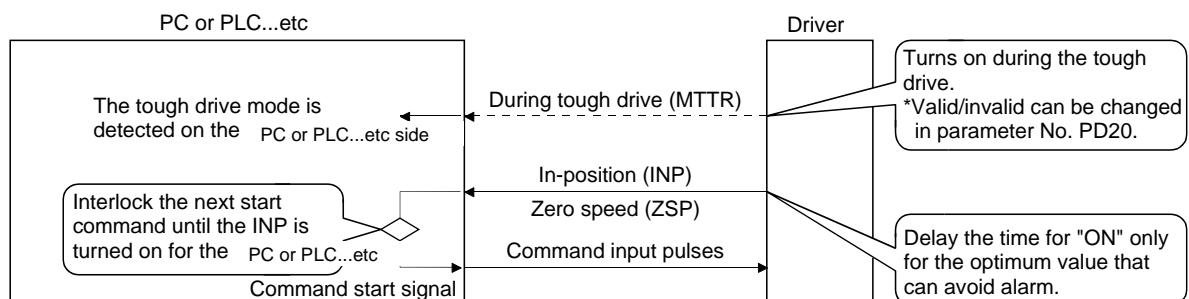 PC or PLC...etc
Driver
The tough drive mode is
detected on the PC or PLC...etc side
During tough drive (MTTR)
Turns on during the tough
drive.
*Valid/invalid can be changed
in parameter No. PD20.
In-position (INP)
Zero speed (ZSP)
Interlock the next start
command until the INP is
turned on for the PC or PLC...etc
Command start signal
Command input pulses
Delay the time for "ON" only
for the optimum value that
can avoid alarm.